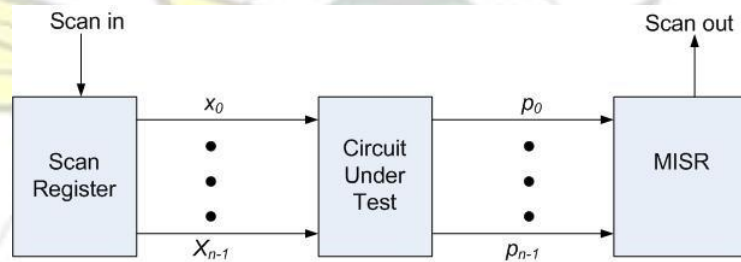 Scan in
Scan out
x0
p0
Scan
Register
Circuit
Under
Test
MISR
Xn-1
pn-1